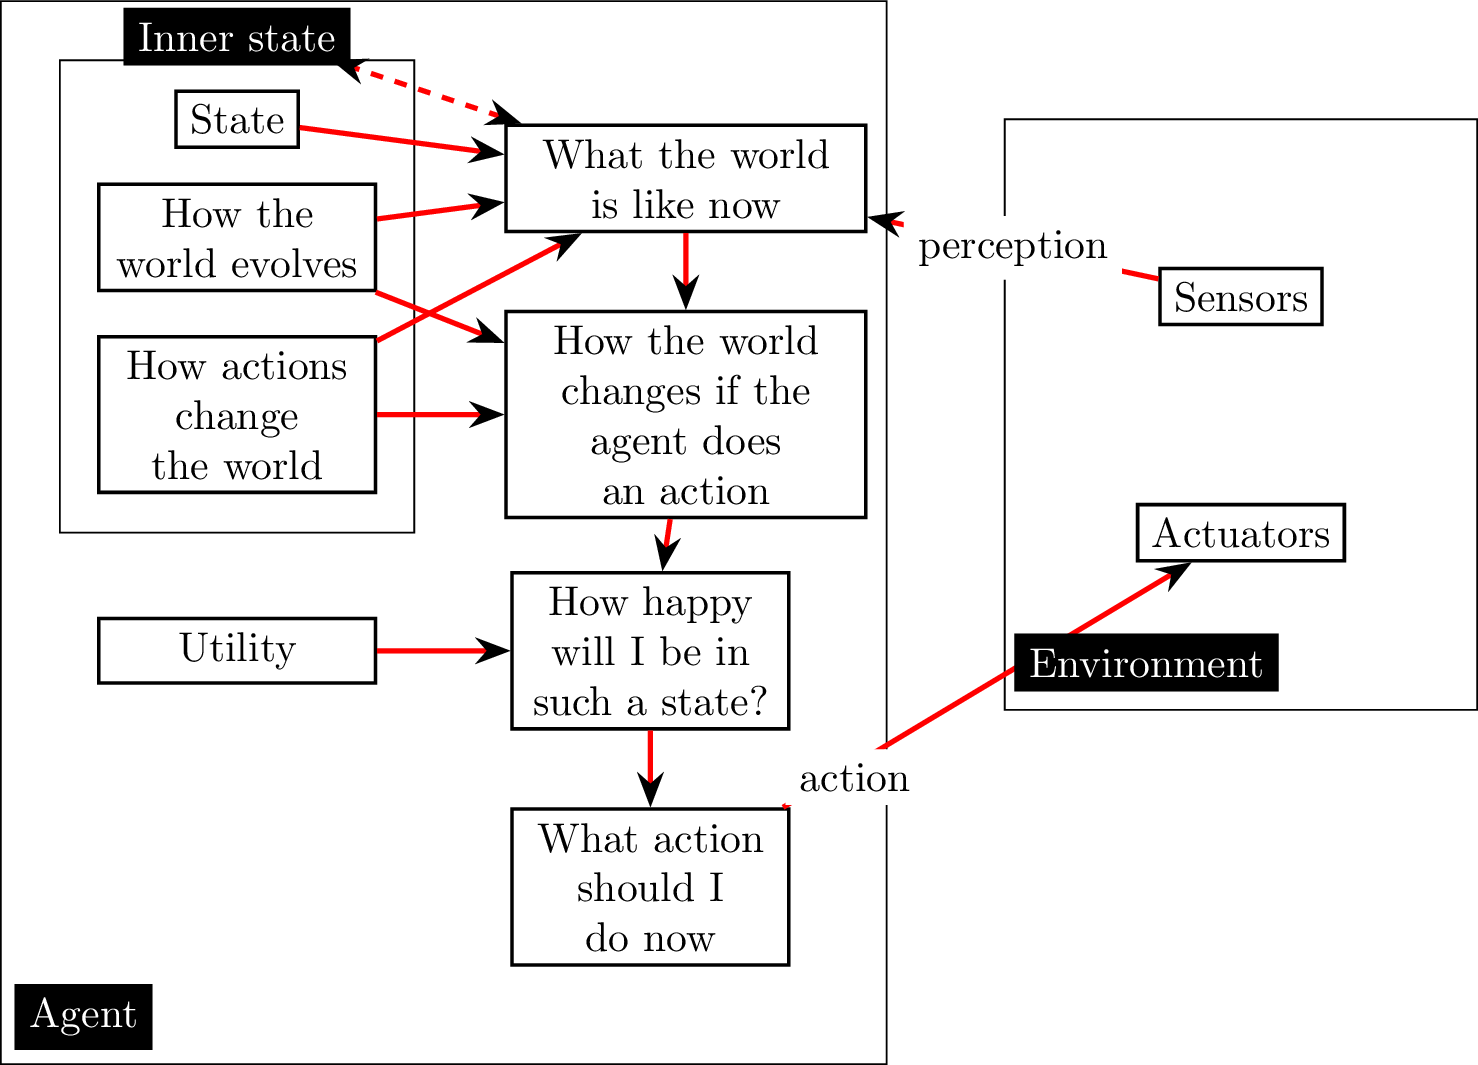 Inner state
State
How the
world evolves
How actions
change
the world
Utility
What the world
is like now
How the world
changes if the
agent does
an action
How happy
will I be in
such a state?
What action
should I
do now
Agent
perception
Sensors
Actuators
Environment
action